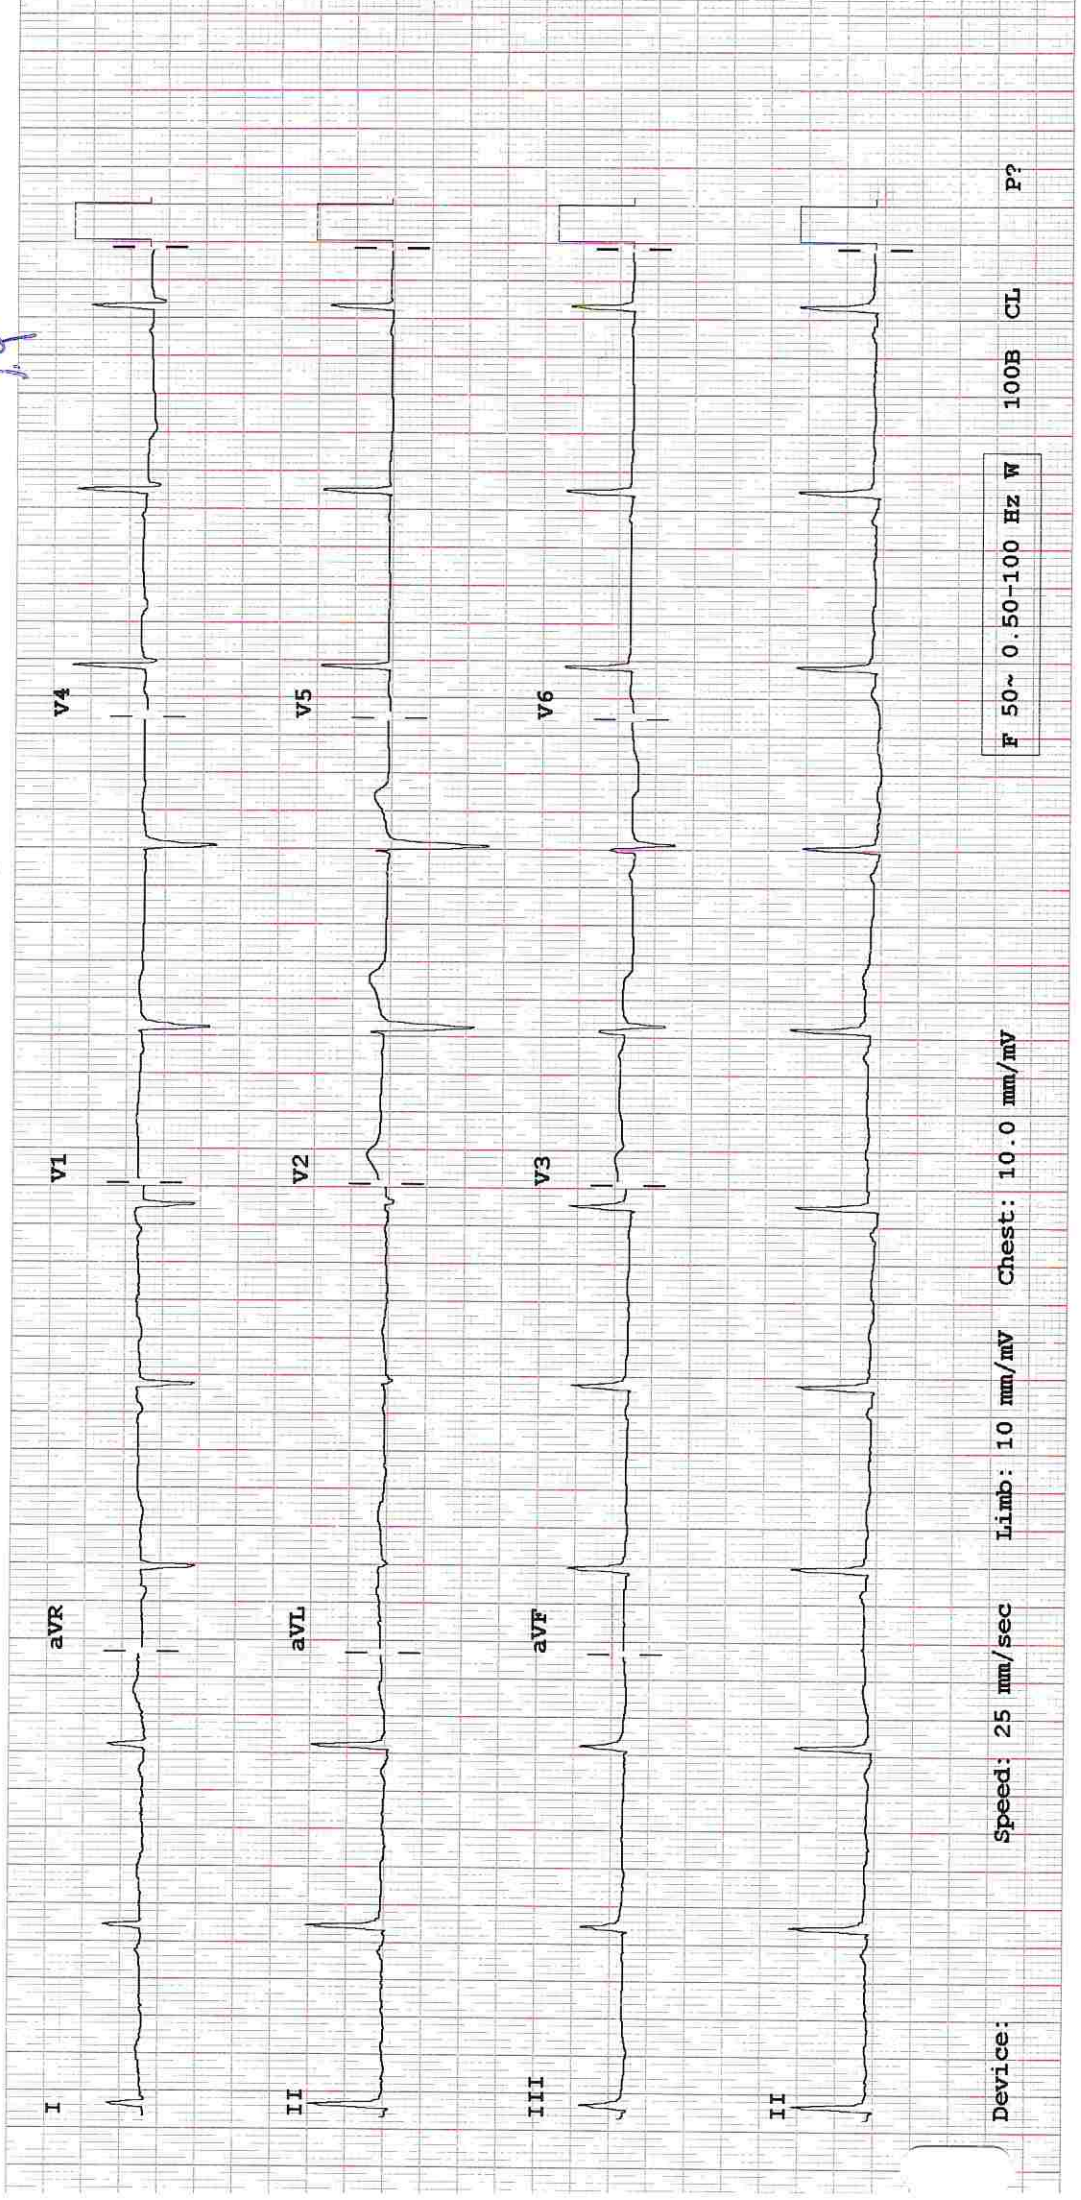 I aVR V1 V4
II aVL V2 V5
III aVF V3 V6
II
Device: Speed: 25 mm/sec Limb: 10 mm/mV Chest: 10.0 mm/mV F 50~ 0.50-100 Hz W 100B CL P?